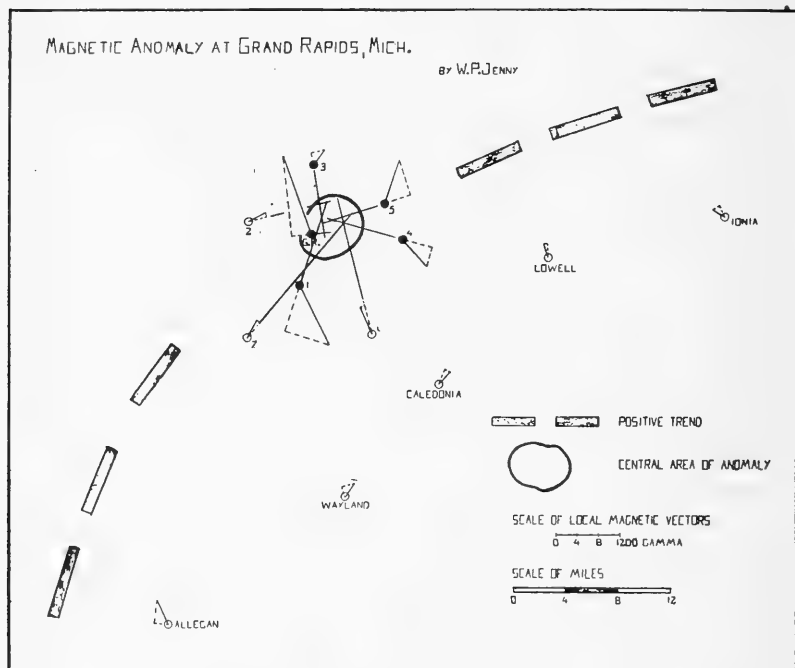 MAGNETIC ANOMALY AT GRAND RAPIDS, MICH.
BY W.P. JENNY
3
2
5
G.R.
4
IONIA
LOWELL
1
CALEDONIA
POSITIVE TREND
CENTRAL AREA OF ANOMALY
WAYLAND
SCALE OF LOCAL MAGNETIC VECTORS
0 4 8 1200 GAMMA
SCALE OF MILES
0 4 8 12
ALLEGAN